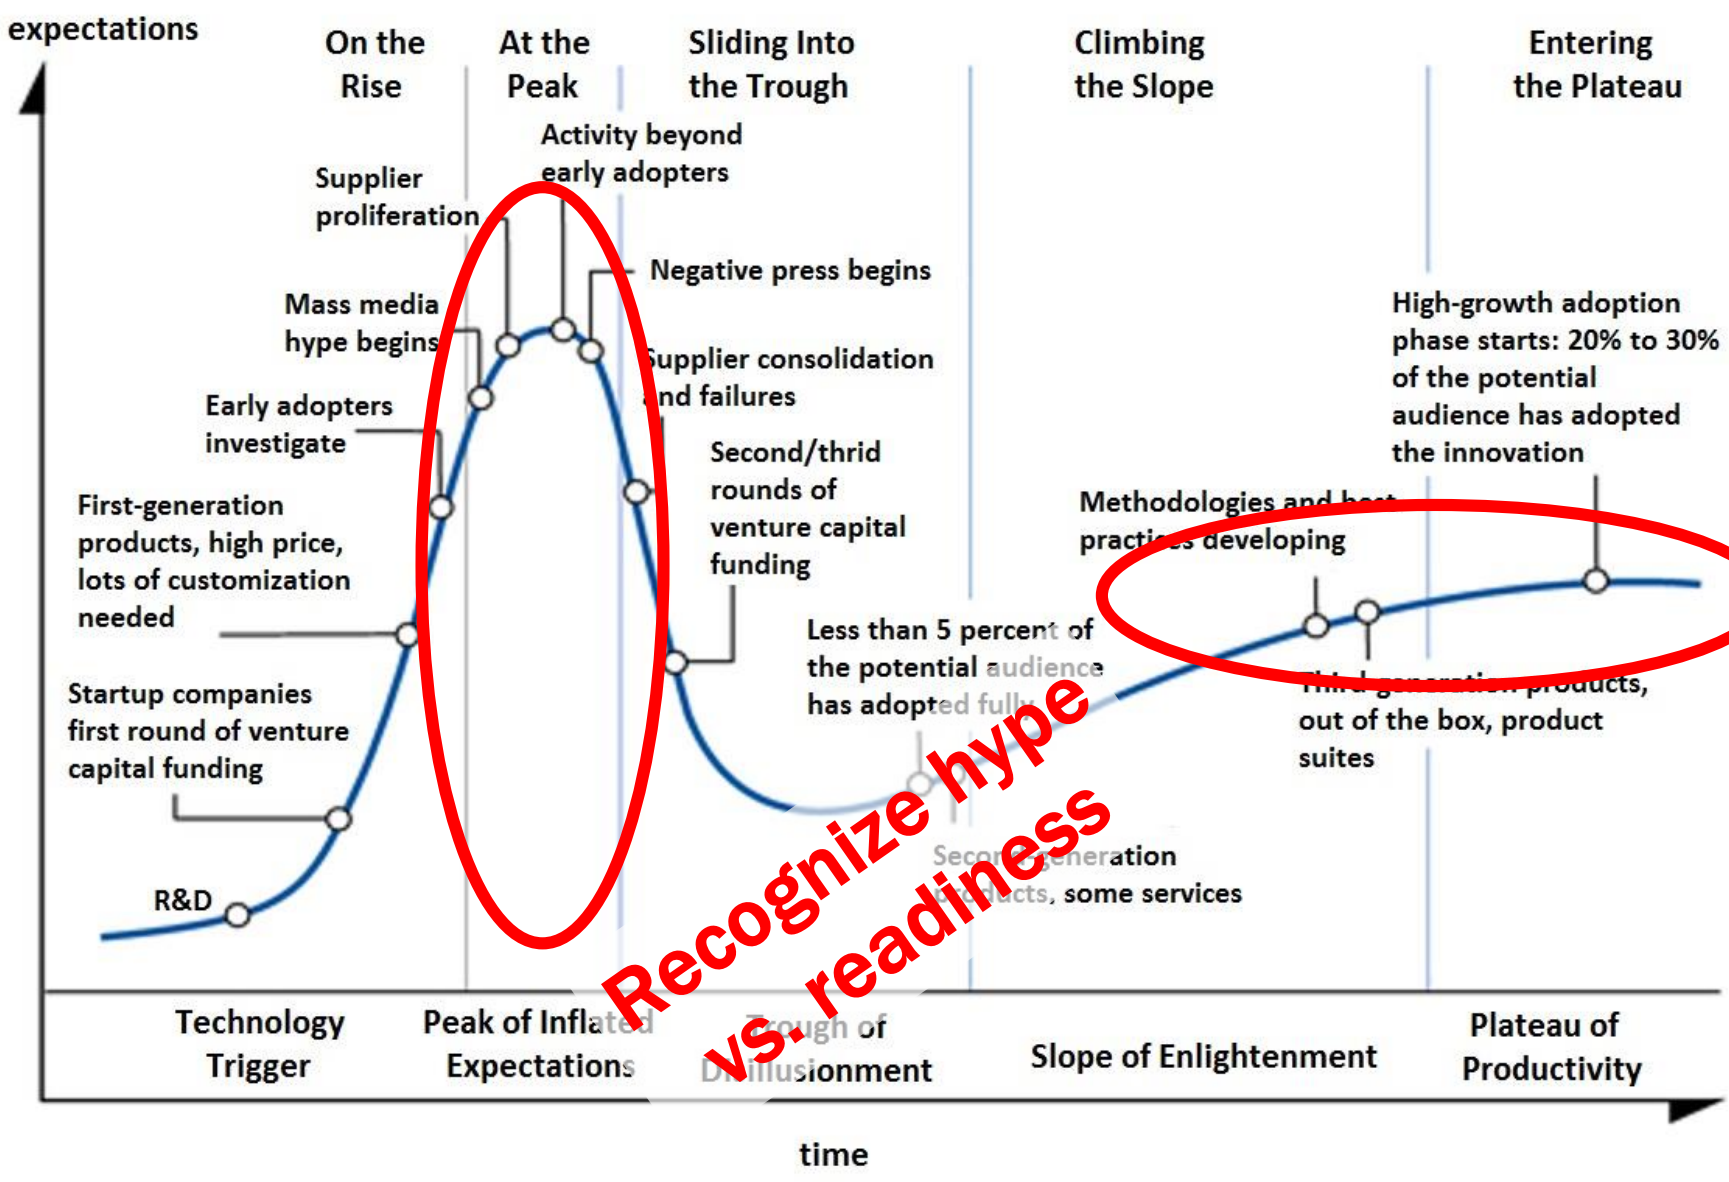 expectations
On the
Rise
At the
Peak
Sliding Into
the Trough
Climbing
the Slope
Entering
the Plateau
Activity beyond
early adopters
Supplier
proliferation
Negative press begins
Mass media
hype begins
Supplier consolidation
and failures
High-growth adoption
phase starts: 20% to 30%
of the potential
audience has adopted
the innovation
Early adopters
investigate
Second/thrid
rounds of
venture capital
funding
First-generation
products, high price,
lots of customization
needed
Methodologies and best
practices developing
Less than 5 percent of
the potential audience
has adopted fully
Startup companies
first round of venture
capital funding
Third-generation products,
out of the box, product
suites
Second-generation
products, some services
R&D
Recognize hype
vs. readiness
Technology
Trigger
Peak of Inflated
Expectations
Trough of
Disillusionment
Slope of Enlightenment
Plateau of
Productivity
time